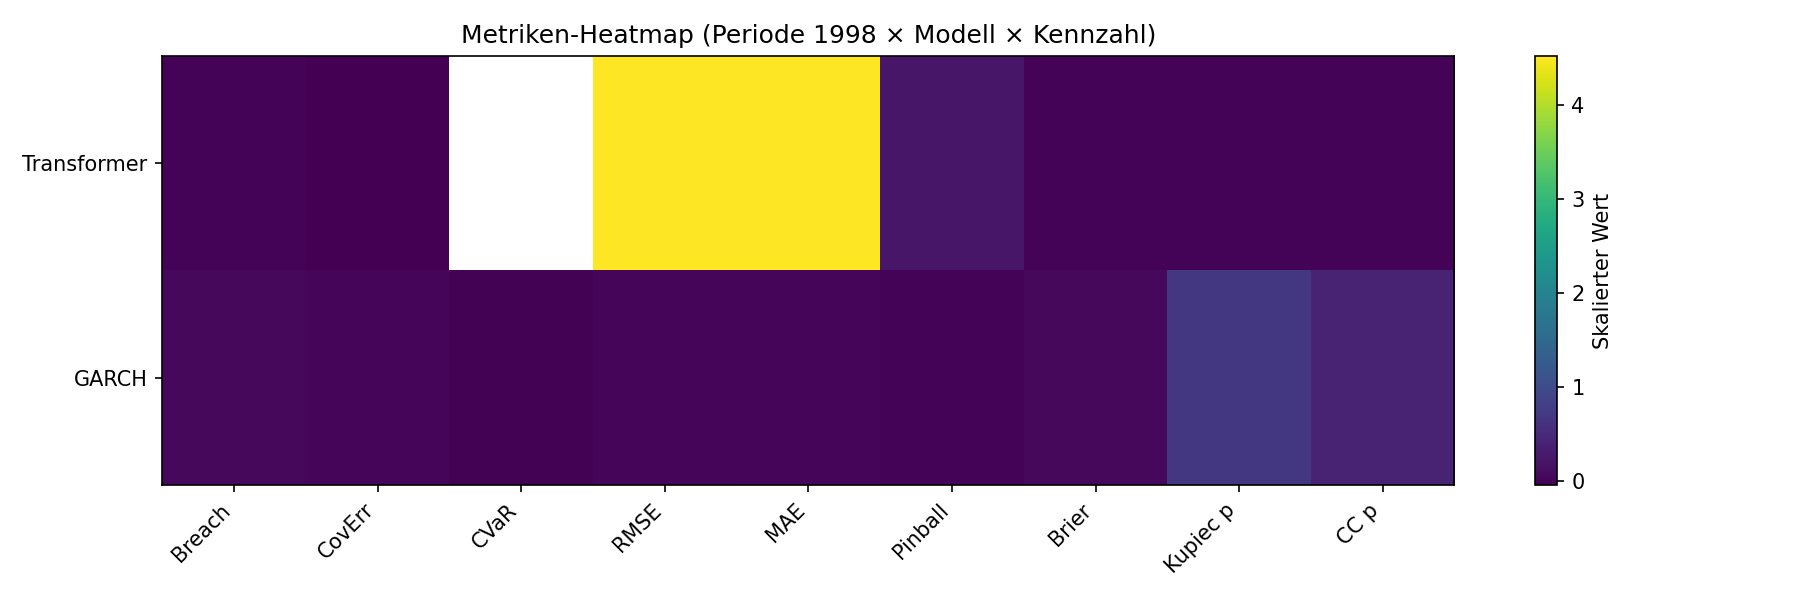 Metriken-Heatmap (Periode 1998 × Modell × Kennzahl)
Transformer
GARCH
Breach
CovErr
CVaR
RMSE
MAE
Pinball
Brier
Kupiec p
CC p
4
3
2
1
0
Skalierter Wert